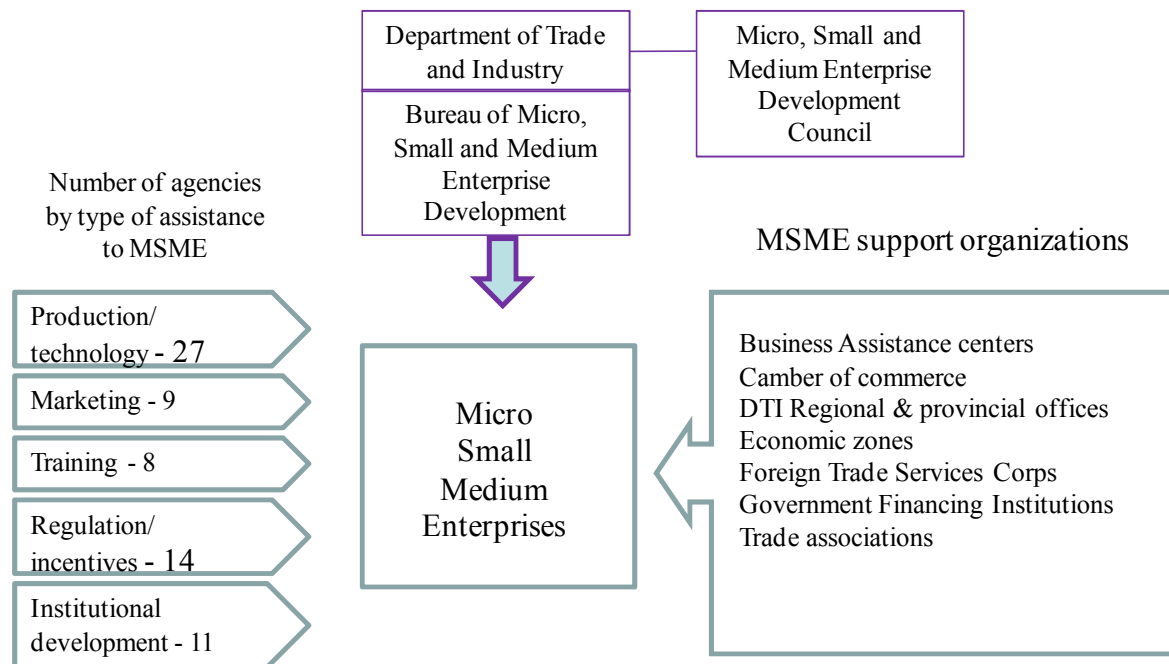 Department of Trade
and Industry
Micro, Small and
Medium Enterprise
Development
Council
Bureau of Micro,
Small and Medium
Enterprise
Development
Number of agencies
by type of assistance
to MSME
Production/
technology - 27
Marketing - 9
Training - 8
Regulation/
incentives - 14
Institutional
development - 11
Micro
Small
Medium
Enterprises
MSME support organizations
Business Assistance centers
Camber of commerce
DTI Regional & provincial offices
Economic zones
Foreign Trade Services Corps
Government Financing Institutions
Trade associations